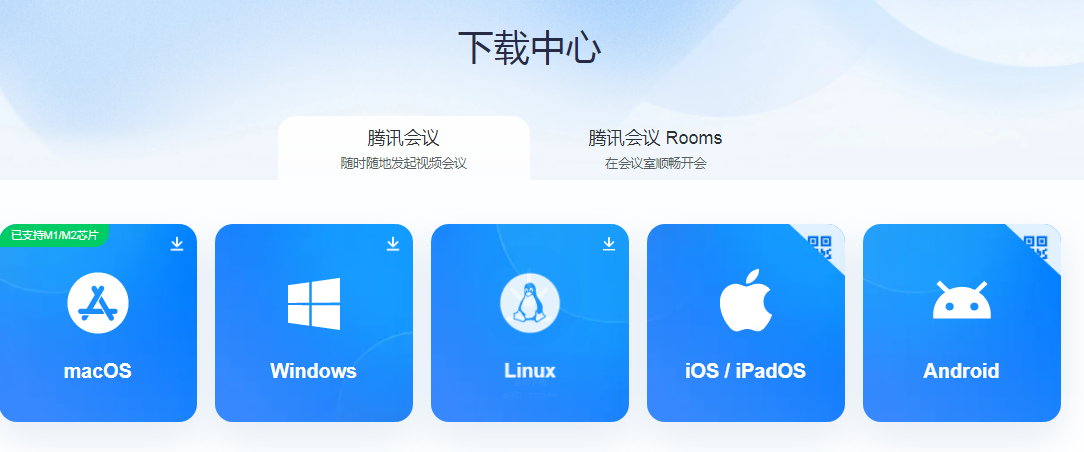 下载中心
腾讯会议
随时随地发起视频会议
腾讯会议 Rooms
在会议室顺畅开会
已支持M1/M2芯片
macOS
Windows
Linux
iOS / iPadOS
Android